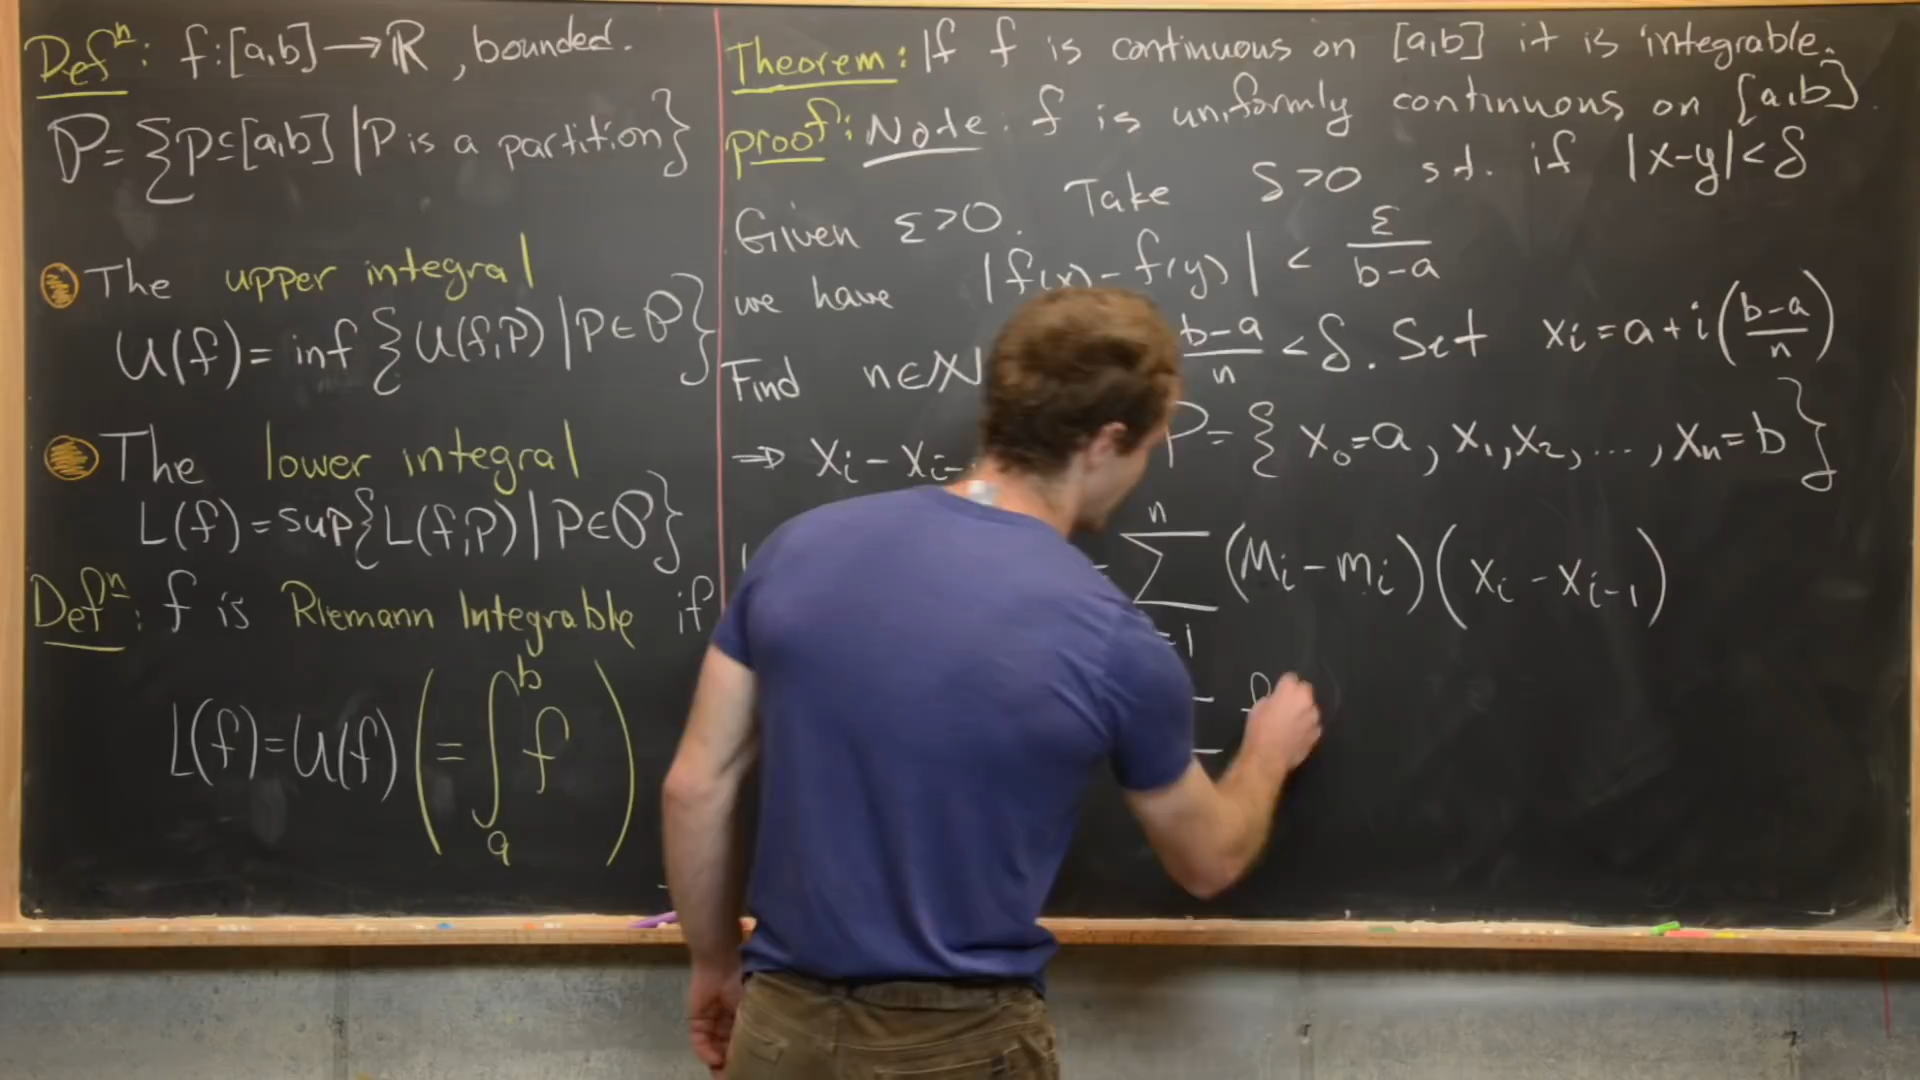 Defⁿ: f:[a,b]→ℝ, bounded.
𝒫={P⊆[a,b] | P is a partition}
The upper integral
U(f)= inf {U(f,P) | P∈𝒫}
The lower integral
L(f)=sup{L(f,P) | P∈𝒫}
Defⁿ: f is Riemann Integrable if
L(f)=U(f) (= ∫_a^b f)
Theorem: If f is continuous on [a,b] it is integrable.
proof: Note: f is uniformly continuous on [a,b].
Given ε>0. Take δ>0 s.t. if |x-y|<δ
we have |f(x)-f(y)| < ε/(b-a)
Find n∈ℕ (b-a)/n <δ. Set xᵢ=a+i((b-a)/n)
⇒ xᵢ-xᵢ₋ P={x₀=a, x₁,x₂,...,xₙ=b}
n
∑ (Mᵢ-mᵢ)(xᵢ-xᵢ₋₁)
=1